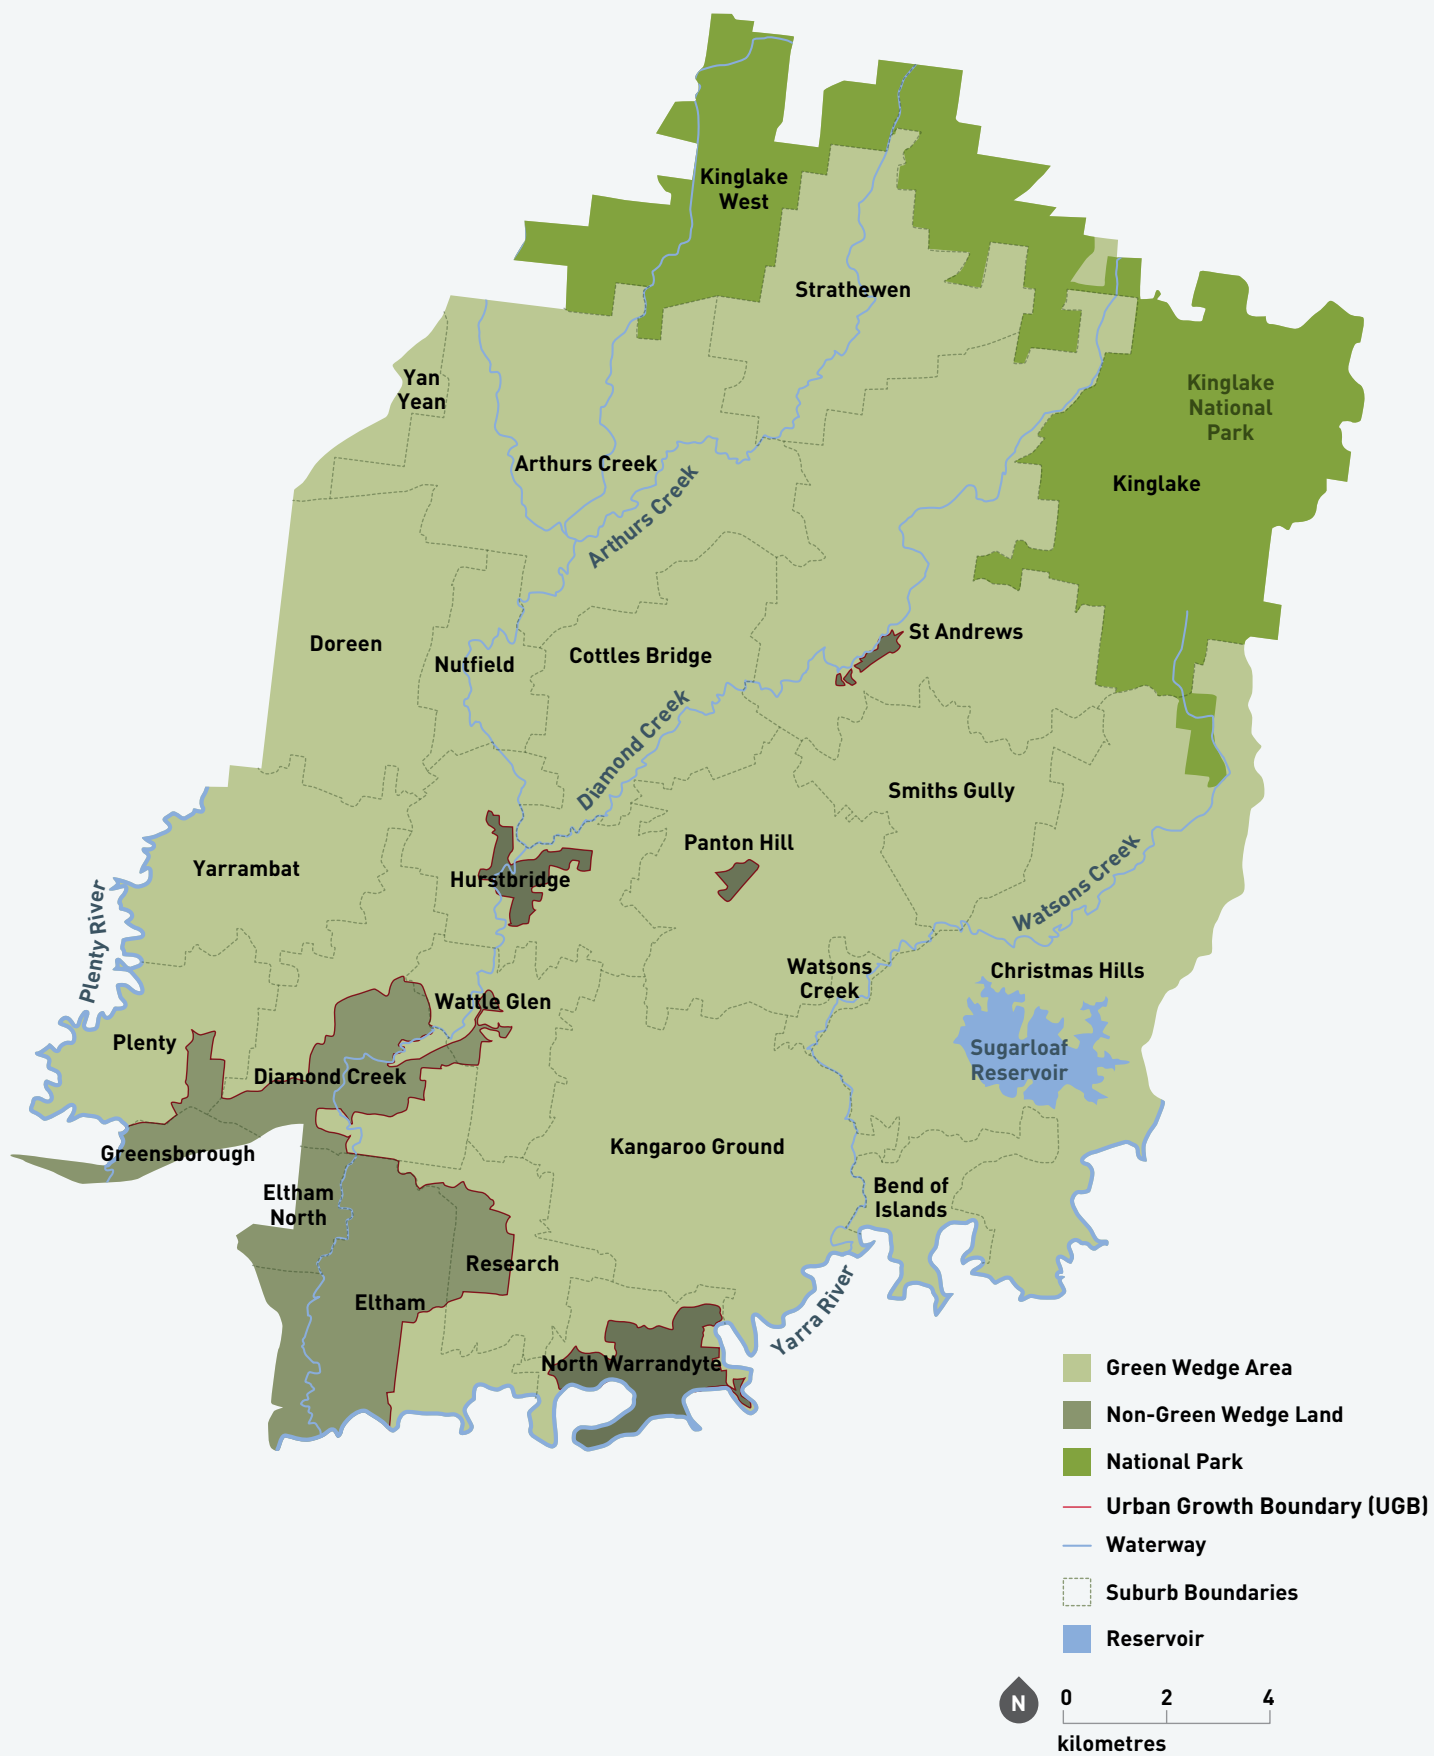 Kinglake
West
Strathewen
Yan
Yean
Kinglake
National
Park
Arthurs Creek
Kinglake
Arthurs Creek
St Andrews
Doreen
Nutfield
Cottles Bridge
Diamond Creek
Smiths Gully
Panton Hill
Yarrambat
Hurstbridge
Watsons Creek
Plenty River
Watsons
Creek
Christmas Hills
Wattle Glen
Plenty
Sugarloaf
Reservoir
Diamond Creek
Greensborough
Kangaroo Ground
Eltham
North
Bend of
Islands
Research
Eltham
Yarra River
North Warrandyte
Green Wedge Area
Non-Green Wedge Land
National Park
Urban Growth Boundary (UGB)
Waterway
Suburb Boundaries
Reservoir
N
0 2 4
kilometres